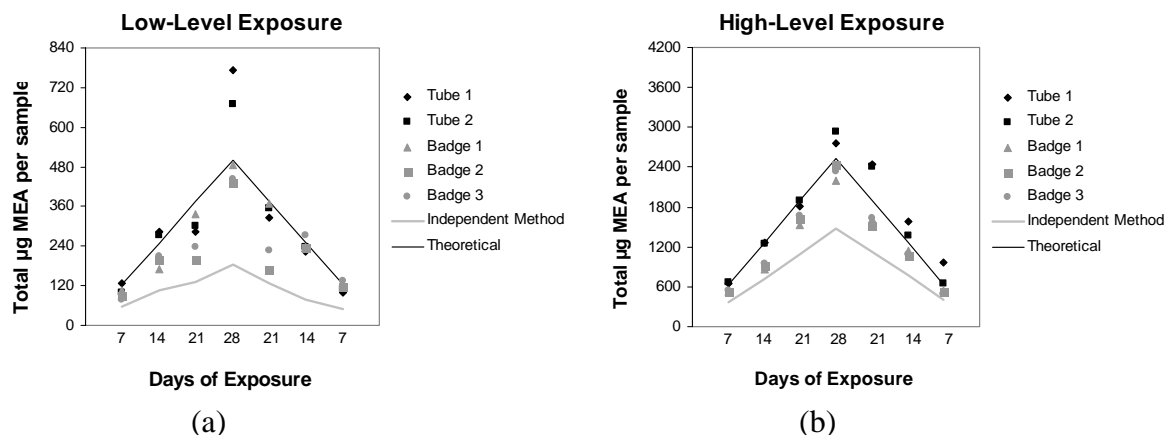 Low-Level Exposure
Total µg MEA per sample
840
720
600
480
360
240
120
0
7 14 21 28 21 14 7
Days of Exposure
Tube 1
Tube 2
Badge 1
Badge 2
Badge 3
Independent Method
Theoretical
(a)
High-Level Exposure
Total µg MEA per sample
4200
3600
3000
2400
1800
1200
600
0
7 14 21 28 21 14 7
Days of Exposure
Tube 1
Tube 2
Badge 1
Badge 2
Badge 3
Independent Method
Theoretical
(b)